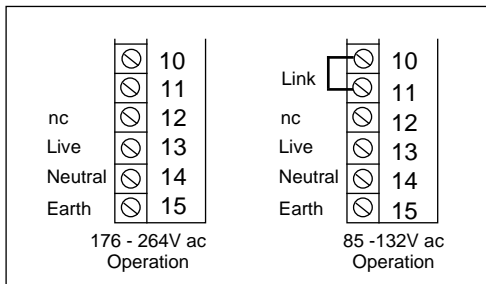 10
11
nc 12
Live 13
Neutral 14
Earth 15
176 - 264V ac
Operation
10
Link
11
nc 12
Live 13
Neutral 14
Earth 15
85 -132V ac
Operation